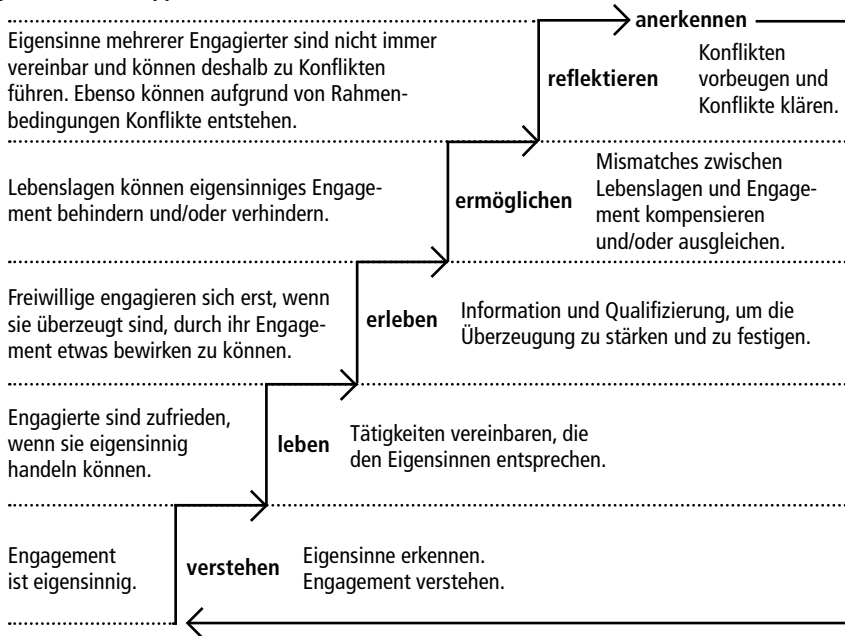 anerkennen
Eigensinne mehrerer Engagierter sind nicht immer
vereinbar und können deshalb zu Konflikten
führen. Ebenso können aufgrund von Rahmen-
bedingungen Konflikte entstehen.
reflektieren
Konflikten
vorbeugen und
Konflikte klären.
Lebenslagen können eigensinniges Engage-
ment behindern und/oder verhindern.
ermöglichen
Mismatches zwischen
Lebenslagen und Engage-
ment kompensieren
und/oder ausgleichen.
Freiwillige engagieren sich erst, wenn
sie überzeugt sind, durch ihr Engage-
ment etwas bewirken zu können.
erleben
Information und Qualifizierung, um die
Überzeugung zu stärken und zu festigen.
Engagierte sind zufrieden,
wenn sie eigensinnig
handeln können.
leben
Tätigkeiten vereinbaren, die
den Eigensinnen entsprechen.
Engagement
ist eigensinnig.
verstehen
Eigensinne erkennen.
Engagement verstehen.